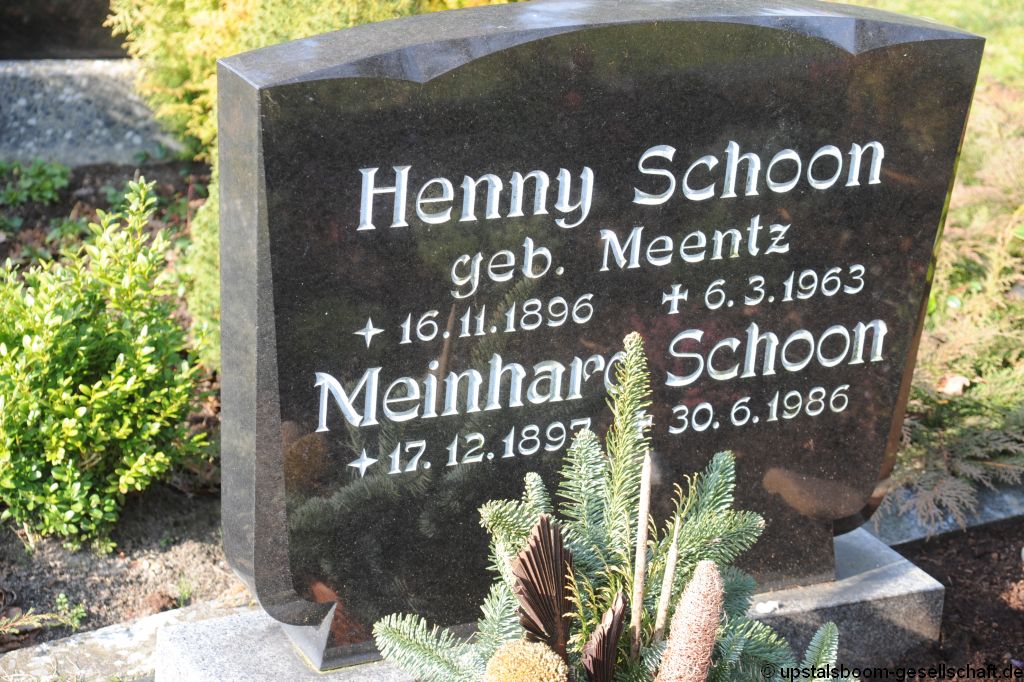 Henny Schoon
geb. Meentz
16.11.1896 6.3.1963
Meinhard Schoon
17.12.1897 30.6.1986
© upstalsboom-gesellschaft.de